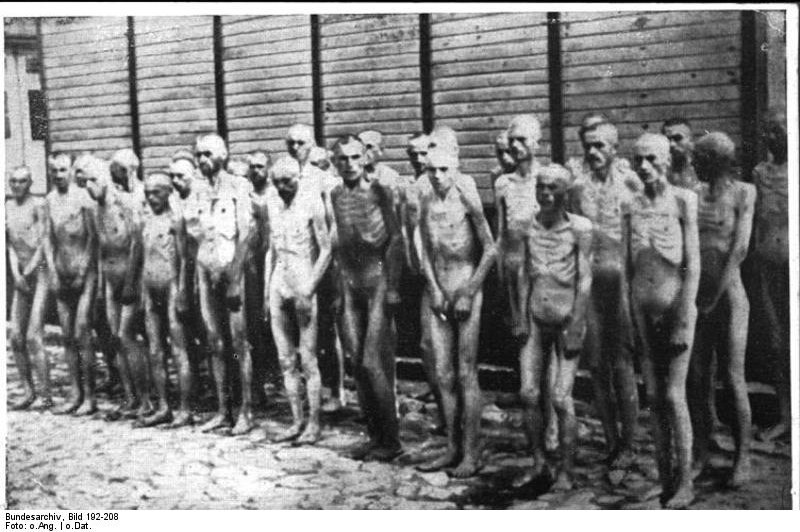 Bundesarchiv, Bild 192-208
Foto: o.Ang. | o.Dat.